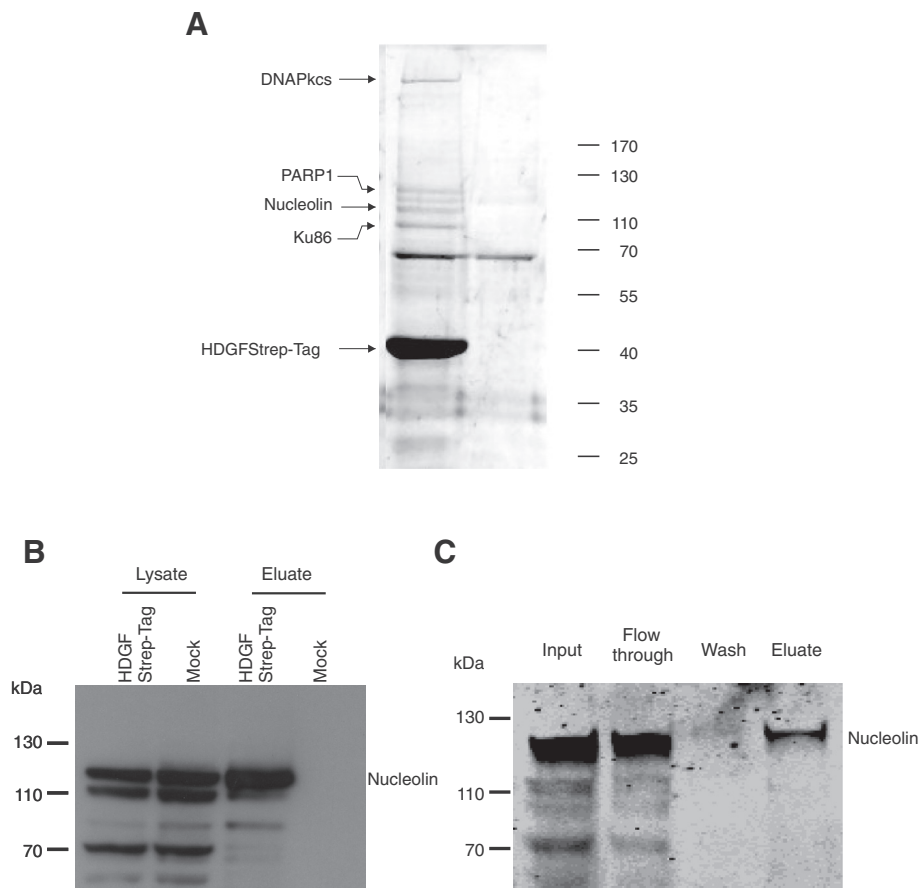 A
DNAPkcs
PARP1
Nucleolin
Ku86
HDGFStrep-Tag
170
130
110
70
55
40
35
25
B
Lysate
Eluate
HDGF
Strep-Tag
Mock
HDGF
Strep-Tag
Mock
kDa
130
110
70
Nucleolin
C
Input
Flow
through
Wash
Eluate
kDa
130
110
70
Nucleolin